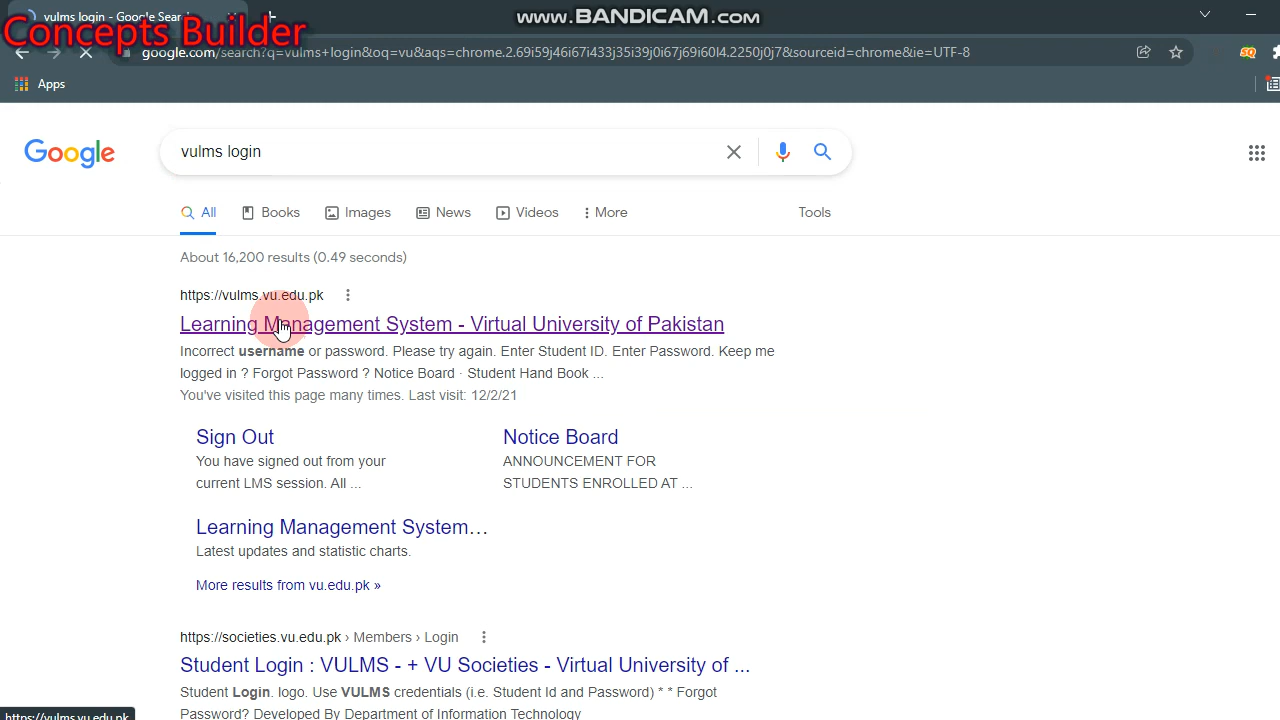 vulms login - Google Sear
www.BANDICAM.com
Concepts Builder
google.com/search?q=vulms+login&oq=vu&aqs=chrome.2.69i59j46i67i433j35i39j0i67j69i60l4.2250j0j7&sourceid=chrome&ie=UTF-8
SQ
Apps
Google
vulms login
All
Books
Images
News
Videos
More
Tools
About 16,200 results (0.49 seconds)
https://vulms.vu.edu.pk
Learning Management System - Virtual University of Pakistan
Incorrect username or password. Please try again. Enter Student ID. Enter Password. Keep me
logged in ? Forgot Password ? Notice Board · Student Hand Book ...
You've visited this page many times. Last visit: 12/2/21
Sign Out
You have signed out from your
current LMS session. All ...
Notice Board
ANNOUNCEMENT FOR
STUDENTS ENROLLED AT ...
Learning Management System...
Latest updates and statistic charts.
More results from vu.edu.pk »
https://societies.vu.edu.pk › Members › Login
Student Login : VULMS - + VU Societies - Virtual University of ...
Student Login. logo. Use VULMS credentials (i.e. Student Id and Password) * * Forgot
Password? Developed By Department of Information Technology
https://vulms.vu.edu.pk